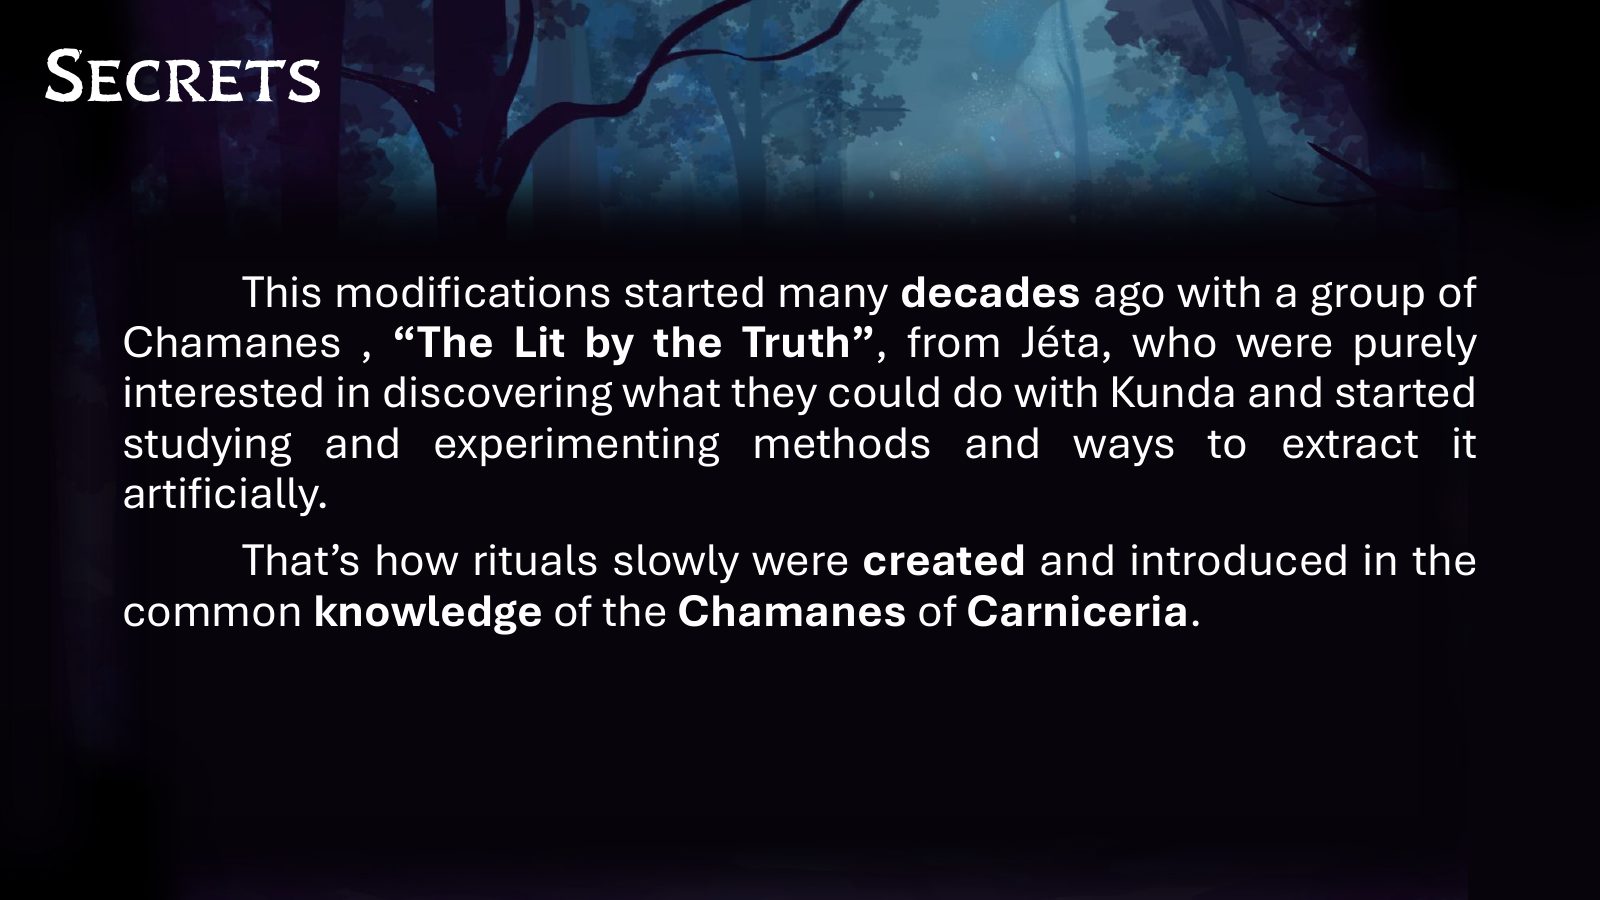 SECRETS
This modifications started many decades ago with a group of
Chamanes , “The Lit by the Truth”, from Jéta, who were purely
interested in discovering what they could do with Kunda and started
studying and experimenting methods and ways to extract it
artificially.
That’s how rituals slowly were created and introduced in the
common knowledge of the Chamanes of Carniceria.